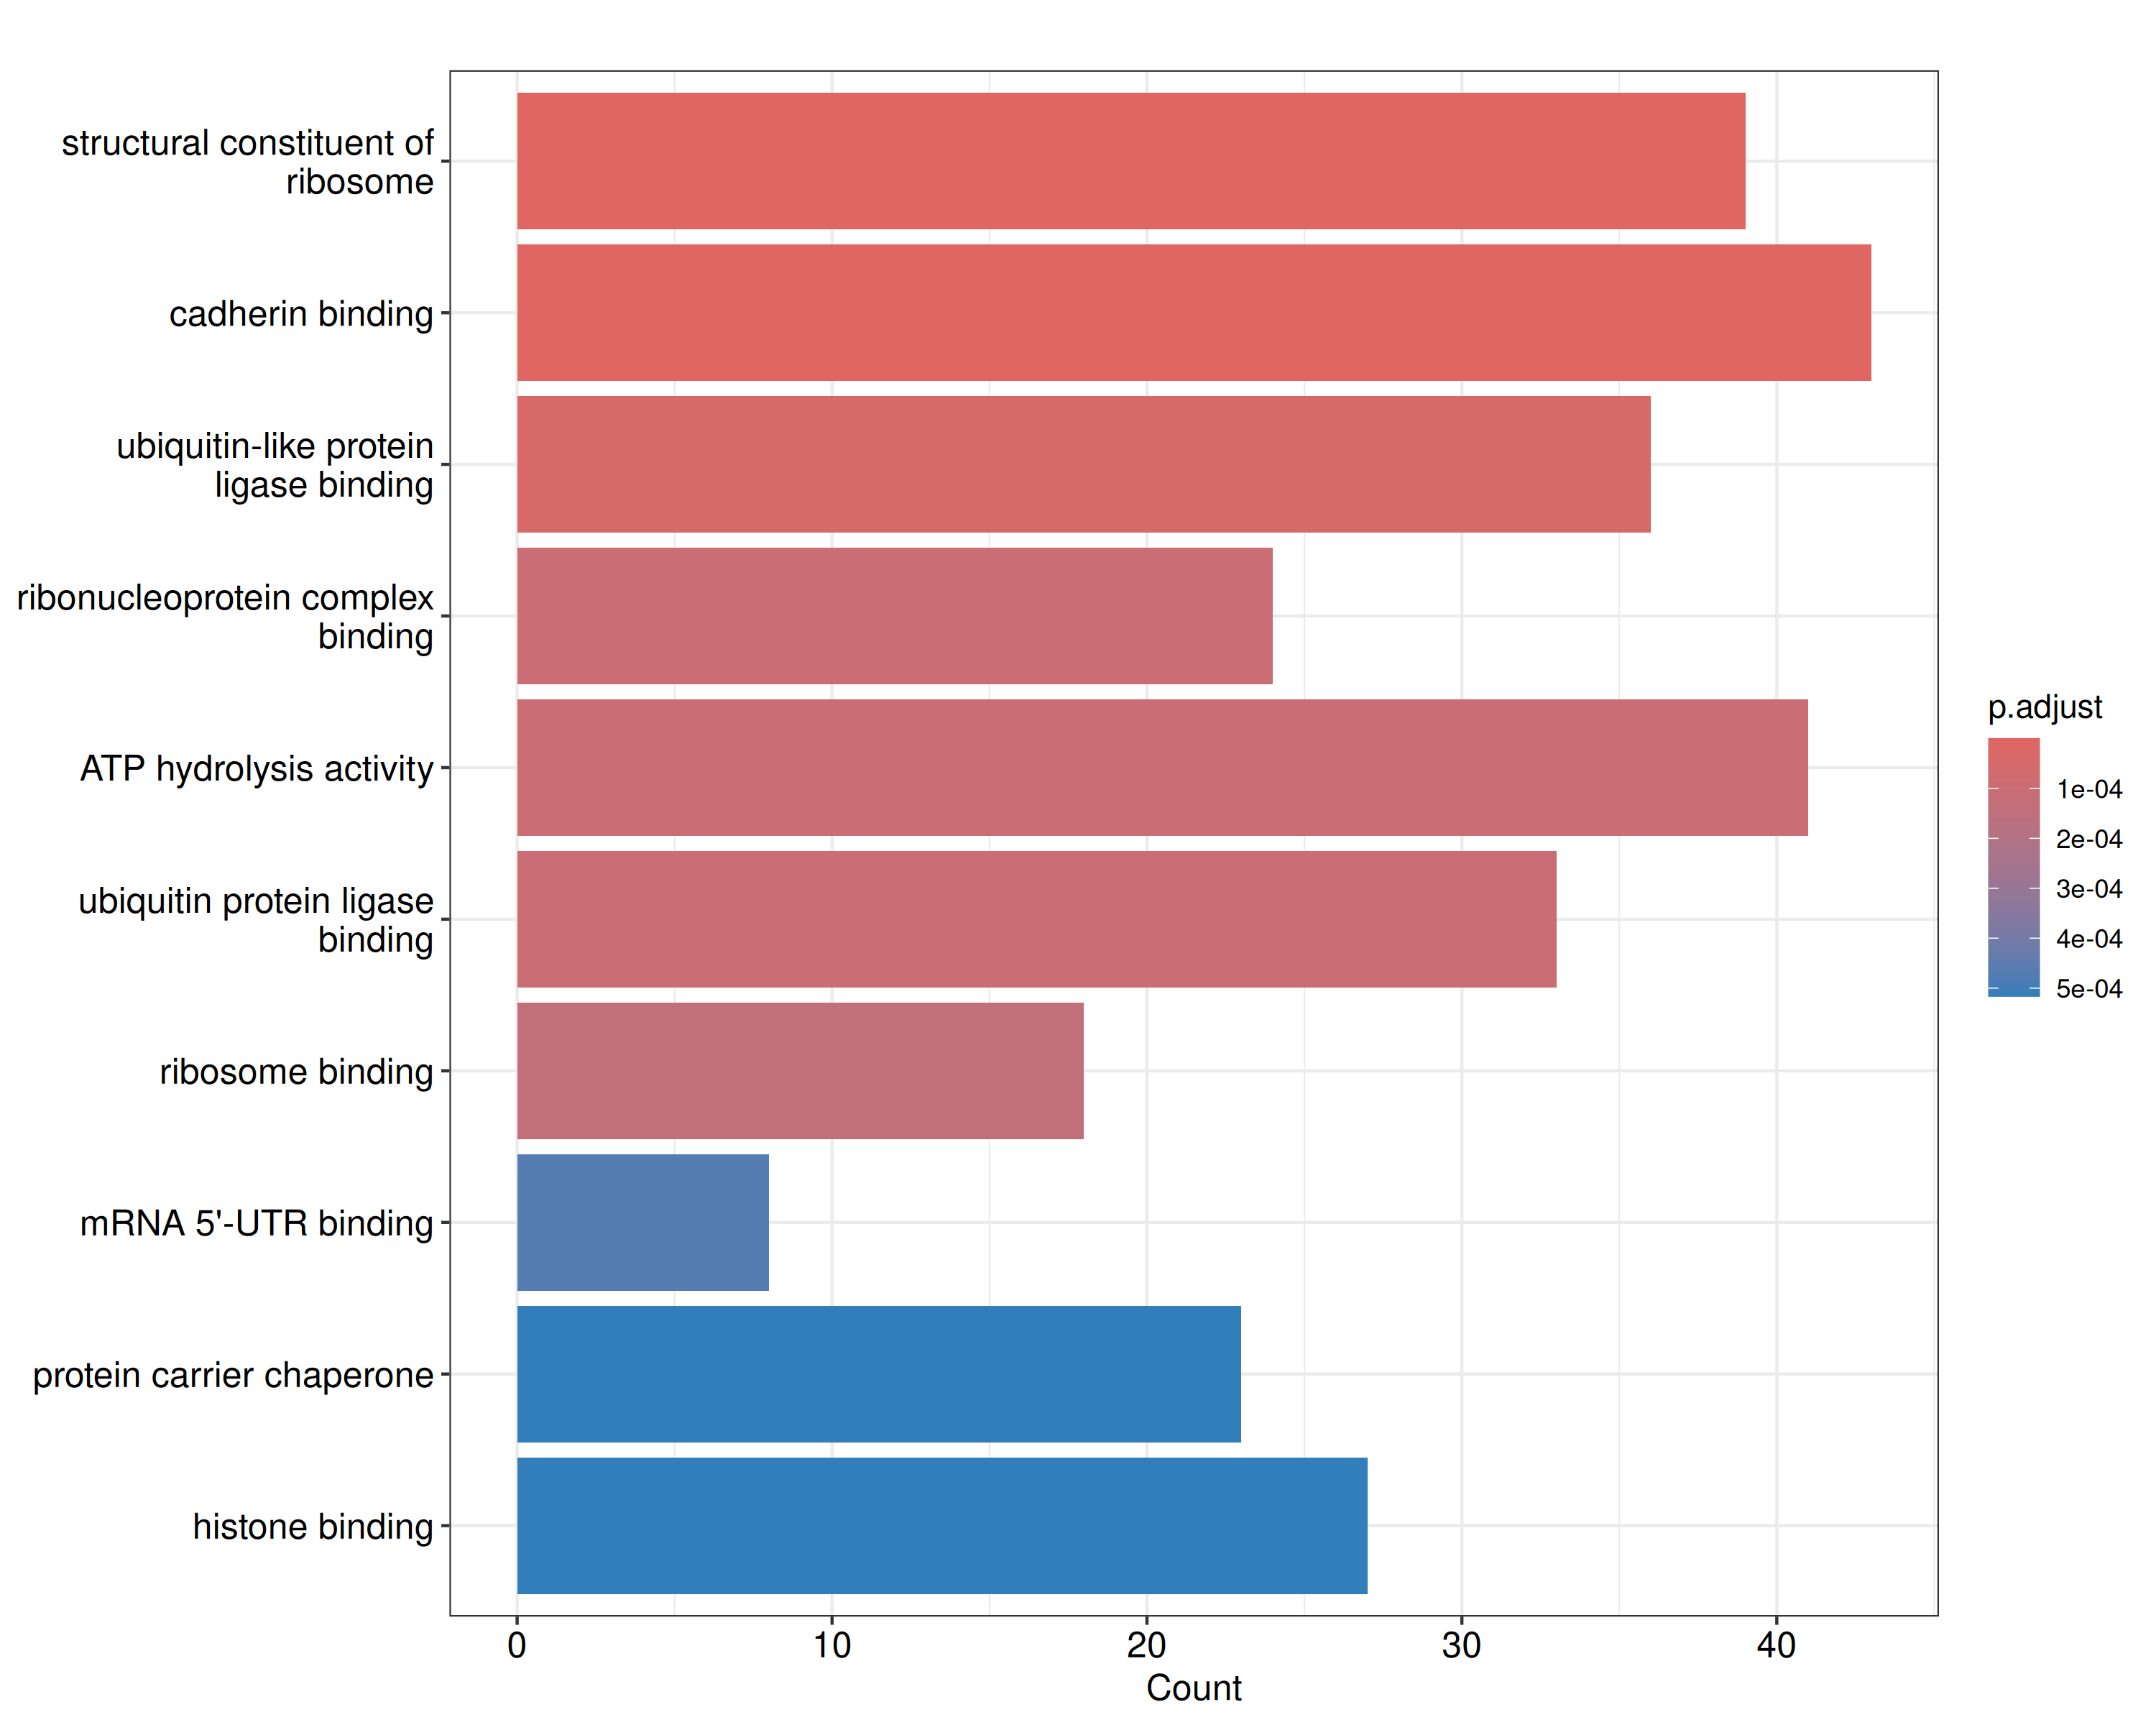 structural constituent of
ribosome
cadherin binding
ubiquitin-like protein
ligase binding
ribonucleoprotein complex
binding
ATP hydrolysis activity
ubiquitin protein ligase
binding
ribosome binding
mRNA 5'-UTR binding
protein carrier chaperone
histone binding
0 10 20 30 40
Count
p.adjust
1e-04
2e-04
3e-04
4e-04
5e-04